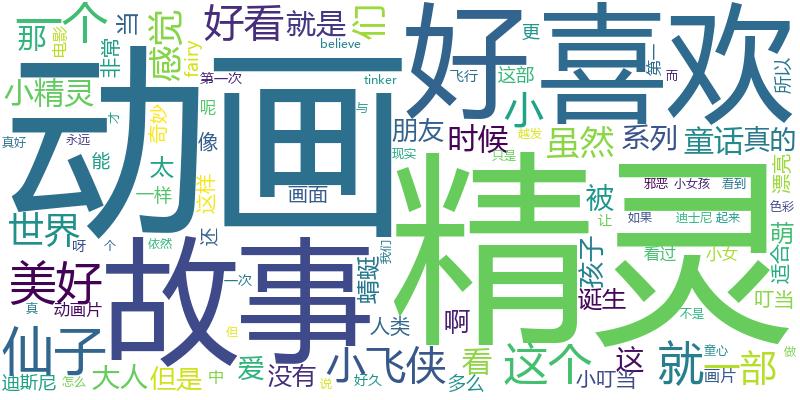 一个
那
电影
当
非常
感觉
fairy
好看
就是
们
believe
好
喜欢
更
第一
而
所以
动画
小精灵
第一次
tinker
飞行
这部
小
与
真好
永远
才
奇妙
呢
像
朋友
时候
越发
虽然
系列
童话
真的
能
太
一样
这样
画面
现实
只是
精灵
被
邪恶
小女孩
看到
漂亮
世界
呀
个
依然
还
我们
让
如果
迪士尼
起来
色彩
美好
故事
一次
蜻蜓
孩子
看过
小女
适合
萌
真
动画片
人类
啊
诞生
不是
叮当
仙子
但
爱
没有
小飞侠
看
这个
这
就
童心
一部
迪斯尼
怎么
大人
但是
中
说
好久
多么
小叮当
画片
做